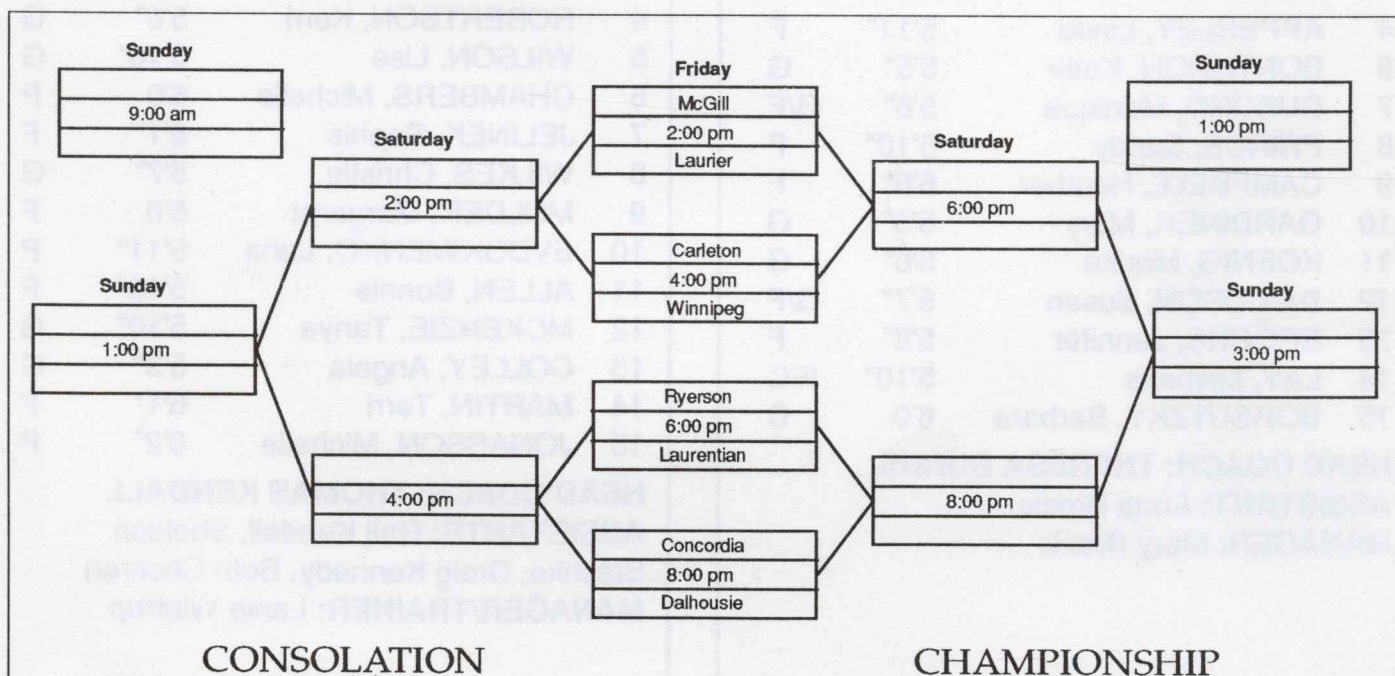 Sunday
9:00 am
Saturday
2:00 pm
Sunday
1:00 pm
4:00 pm
Friday
McGill
2:00 pm
Laurier
Carleton
4:00 pm
Winnipeg
Ryerson
6:00 pm
Laurentian
Concordia
8:00 pm
Dalhousie
Saturday
6:00 pm
8:00 pm
Sunday
1:00 pm
Sunday
3:00 pm
CONSOLATION
CHAMPIONSHIP